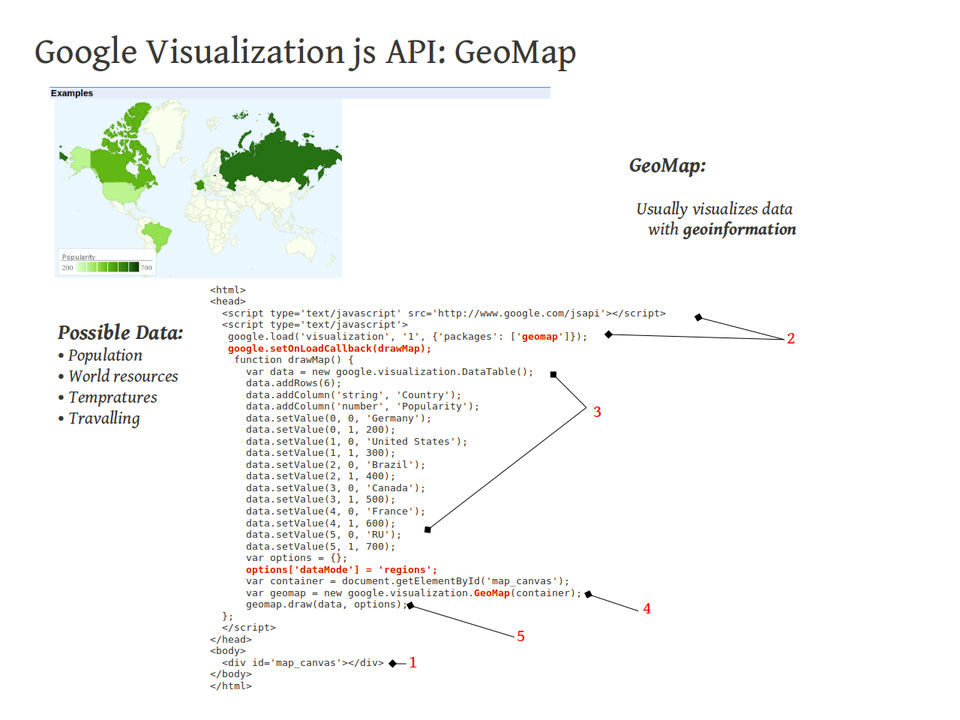 Google Visualization js API: GeoMap
Examples
Popularity
200 700
GeoMap:
Usually visualizes data
with geoinformation
Possible Data:
• Population
• World resources
• Tempratures
• Travalling
<html>
<head>
<script type='text/javascript' src='http://www.google.com/jsapi'></script>
<script type='text/javascript'>
google.load('visualization', '1', {'packages': ['geomap']});
2
google.setOnLoadCallback(drawMap);
function drawMap() {
var data = new google.visualization.DataTable();
data.addRows(6);
data.addColumn('string', 'Country');
data.addColumn('number', 'Popularity');
3
data.setValue(0, 0, 'Germany');
data.setValue(0, 1, 200);
data.setValue(1, 0, 'United States');
data.setValue(1, 1, 300);
data.setValue(2, 0, 'Brazil');
data.setValue(2, 1, 400);
data.setValue(3, 0, 'Canada');
data.setValue(3, 1, 500);
data.setValue(4, 0, 'France');
data.setValue(4, 1, 600);
data.setValue(5, 0, 'RU');
data.setValue(5, 1, 700);
var options = {};
options['dataMode'] = 'regions';
var container = document.getElementById('map_canvas');
var geomap = new google.visualization.GeoMap(container);
4
geomap.draw(data, options);
5
};
</script>
</head>
<body>
<div id='map_canvas'></div> 1
</body>
</html>